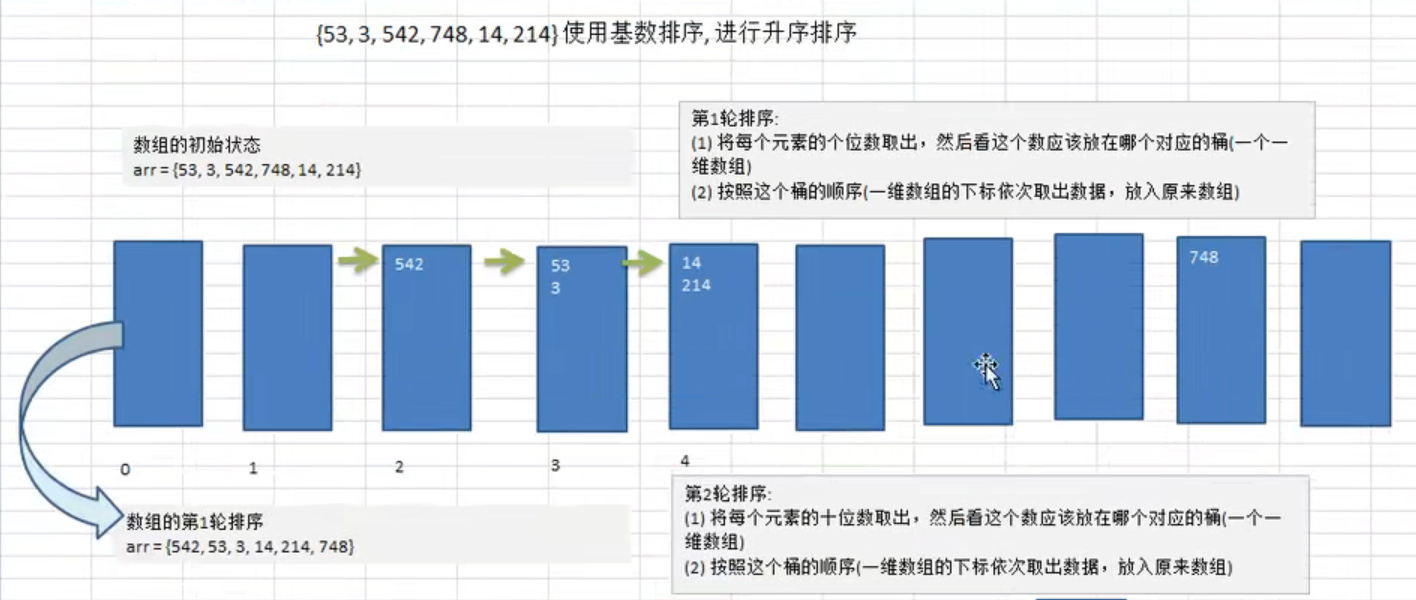 {53, 3, 542, 748, 14, 214}使用基数排序, 进行升序排序
数组的初始状态
arr = {53, 3, 542, 748, 14, 214}
第1轮排序:
(1) 将每个元素的个位数取出，然后看这个数应该放在哪个对应的桶(一个一
维数组)
(2) 按照这个桶的顺序(一维数组的下标依次取出数据，放入原来数组)
542
53
3
14
214
748
0
1
2
3
4
数组的第1轮排序
arr = {542, 53, 3, 14, 214, 748}
第2轮排序:
(1) 将每个元素的十位数取出，然后看这个数应该放在哪个对应的桶(一个一
维数组)
(2) 按照这个桶的顺序(一维数组的下标依次取出数据，放入原来数组)